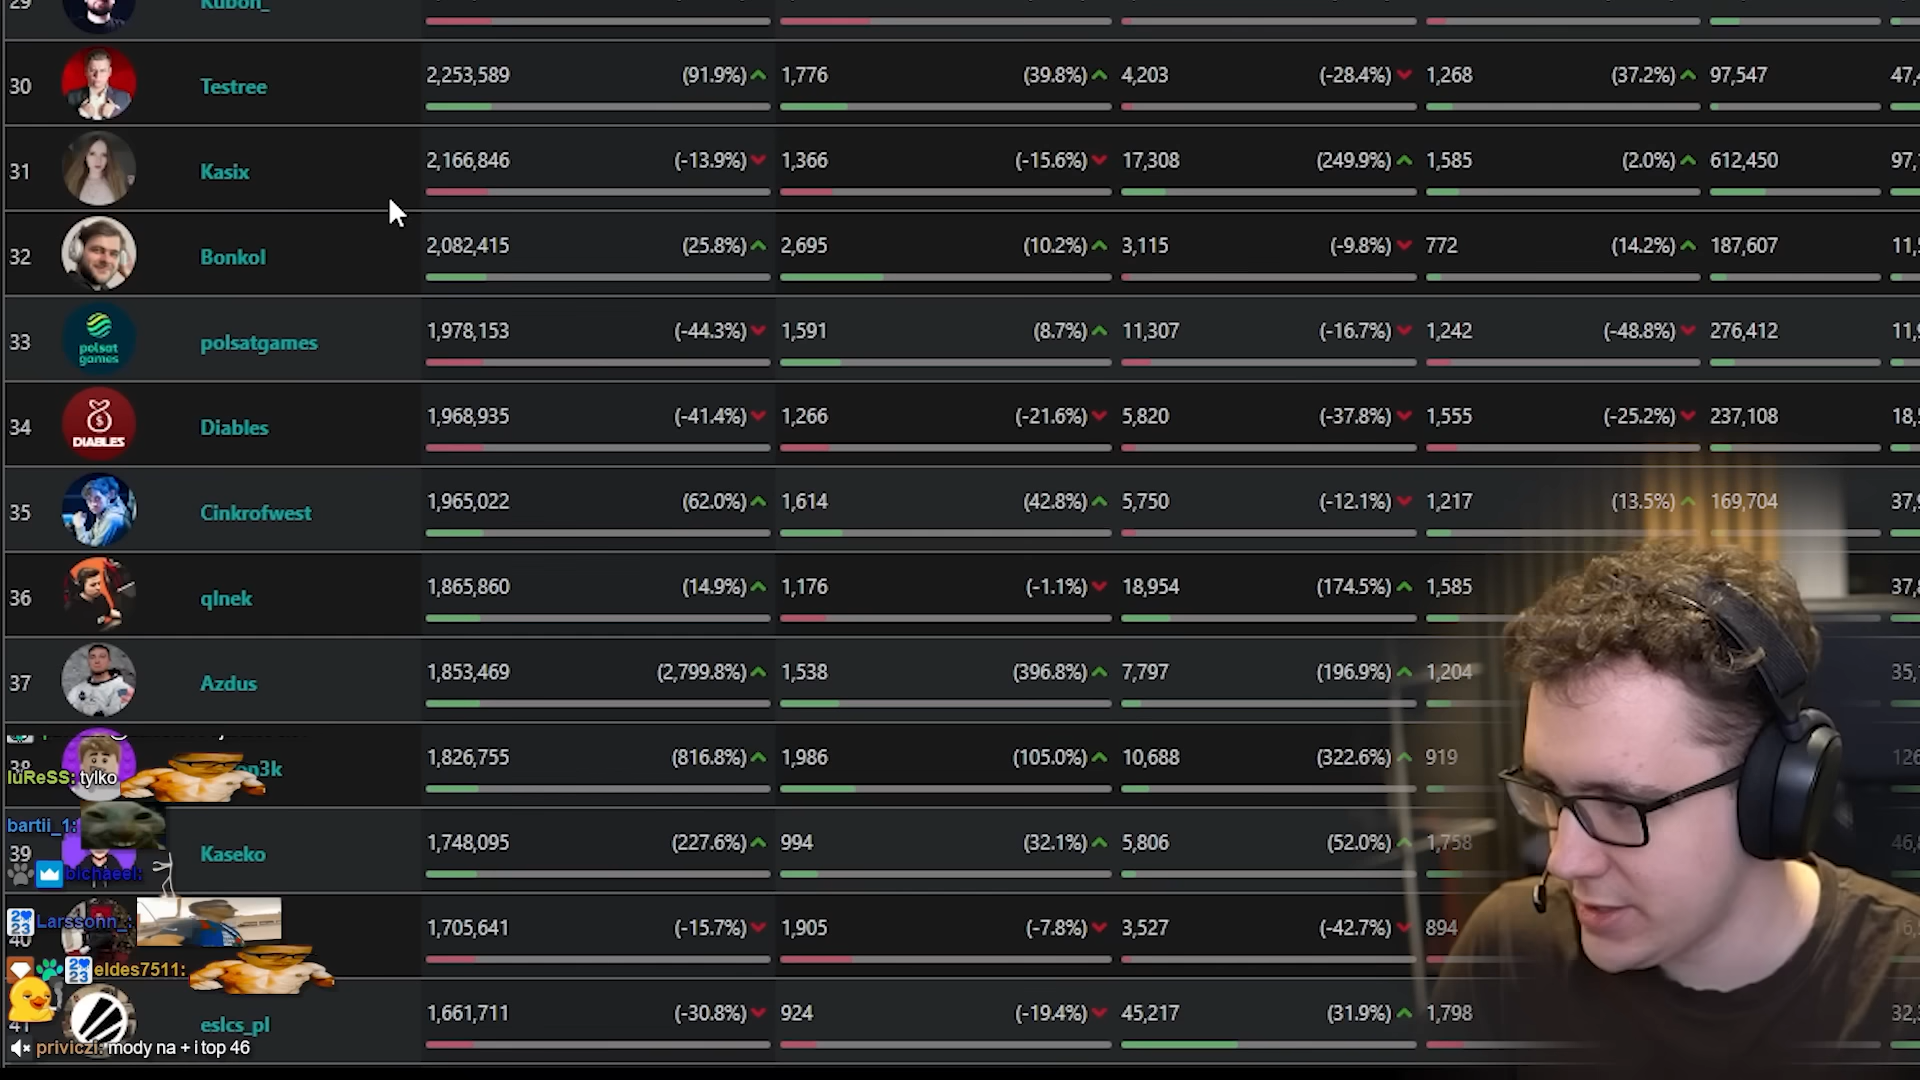 29 Kubon_
30 Testree 2,253,589 (91.9%) 1,776 (39.8%) 4,203 (-28.4%) 1,268 (37.2%) 97,547
31 Kasix 2,166,846 (-13.9%) 1,366 (-15.6%) 17,308 (249.9%) 1,585 (2.0%) 612,450
32 Bonkol 2,082,415 (25.8%) 2,695 (10.2%) 3,115 (-9.8%) 772 (14.2%) 187,607
polsat
games
33 polsatgames 1,978,153 (-44.3%) 1,591 (8.7%) 11,307 (-16.7%) 1,242 (-48.8%) 276,412
DIABLES
34 Diables 1,968,935 (-41.4%) 1,266 (-21.6%) 5,820 (-37.8%) 1,555 (-25.2%) 237,108
35 Cinkrofwest 1,965,022 (62.0%) 1,614 (42.8%) 5,750 (-12.1%) 1,217 (13.5%) 169,704
36 qlnek 1,865,860 (14.9%) 1,176 (-1.1%) 18,954 (174.5%) 1,585
37 Azdus 1,853,469 (2,799.8%) 1,538 (396.8%) 7,797 (196.9%) 1,204
38 1,826,755 (816.8%) 1,986 (105.0%) 10,688 (322.6%) 919
luReSS: tylko
bartii_1:
39 Kaseko 1,748,095 (227.6%) 994 (32.1%) 5,806 (52.0%) 1,758
bichaeel:
Larssonn_:
40 1,705,641 (-15.7%) 1,905 (-7.8%) 3,527 (-42.7%) 894
eldes7511:
41 eslcs_pl 1,661,711 (-30.8%) 924 (-19.4%) 45,217 (31.9%) 1,798
priviczi: mody na + i top 46